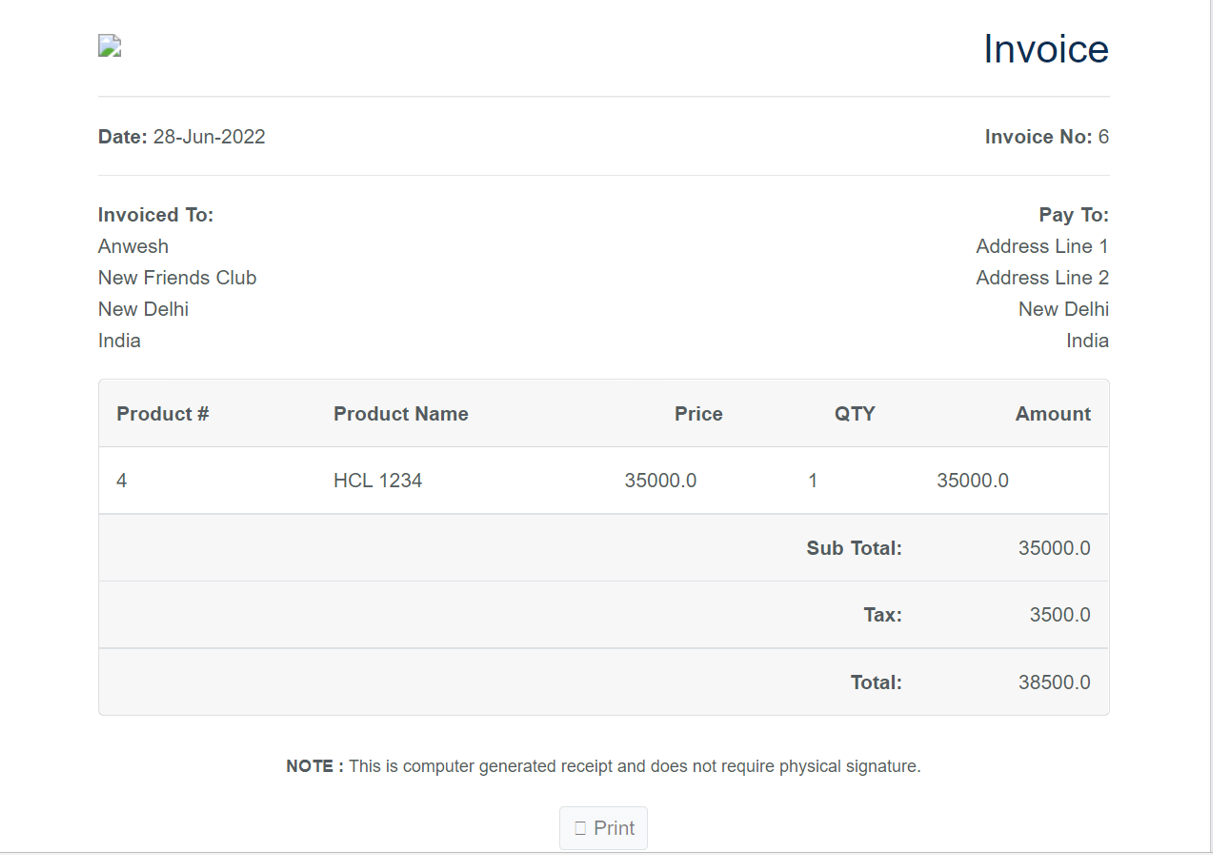 Invoice
Date: 28-Jun-2022 Invoice No: 6
Invoiced To: Pay To:
Anwesh Address Line 1
New Friends Club Address Line 2
New Delhi New Delhi
India India
Product # Product Name Price QTY Amount
4 HCL 1234 35000.0 1 35000.0
Sub Total: 35000.0
Tax: 3500.0
Total: 38500.0
NOTE : This is computer generated receipt and does not require physical signature.
Print